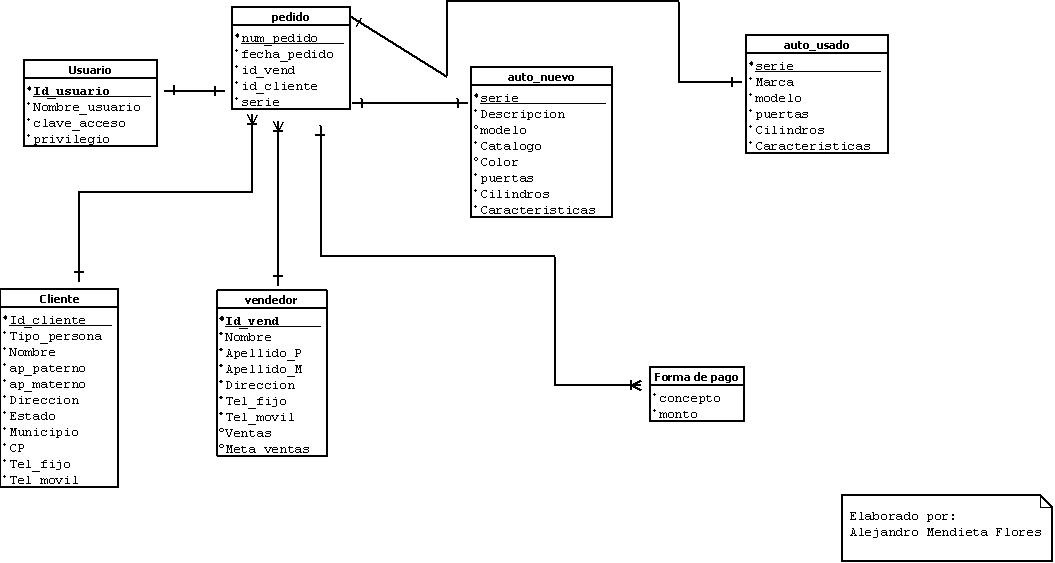 pedido
num_pedido
fecha_pedido
id_vend
id_cliente
serie
Usuario
Id_usuario
Nombre_usuario
clave_acceso
privilegio
auto_nuevo
serie
Descripcion
modelo
Catalogo
Color
puertas
Cilindros
Caracteristicas
auto_usado
serie
Marca
modelo
puertas
Cilindros
Caracteristicas
Cliente
Id_cliente
Tipo_persona
Nombre
ap_paterno
ap_materno
Direccion
Estado
Municipio
CP
Tel_fijo
Tel_movil
vendedor
Id_vend
Nombre
Apellido_P
Apellido_M
Direccion
Tel_fijo
Tel_movil
Ventas
Meta_ventas
Forma de pago
concepto
monto
Elaborado por:
Alejandro Mendieta Flores